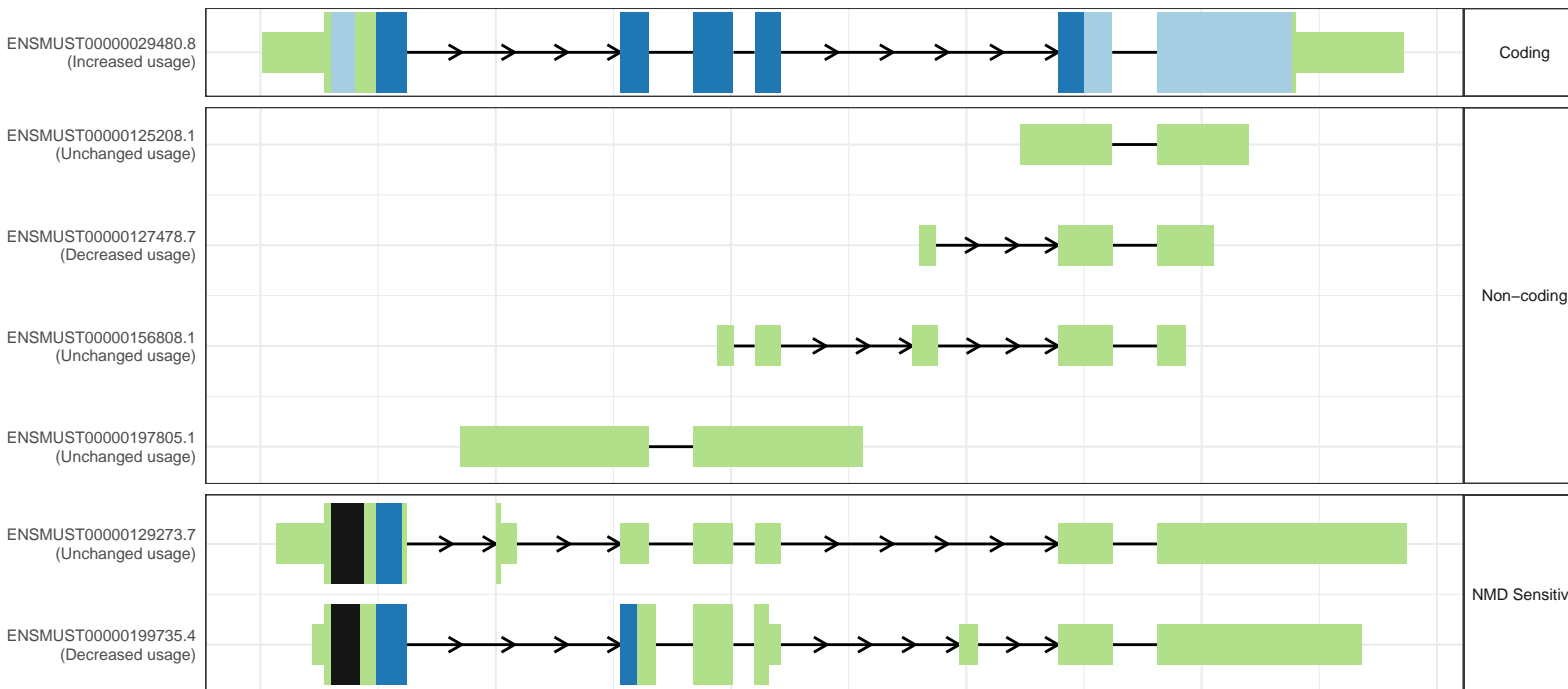 ENSMUST00000029480.8
(Increased usage)
Coding
ENSMUST00000125208.1
(Unchanged usage)
ENSMUST00000127478.7
(Decreased usage)
Non−coding
ENSMUST00000156808.1
(Unchanged usage)
ENSMUST00000197805.1
(Unchanged usage)
ENSMUST00000129273.7
(Unchanged usage)
NMD Sensitiv
ENSMUST00000199735.4
(Decreased usage)